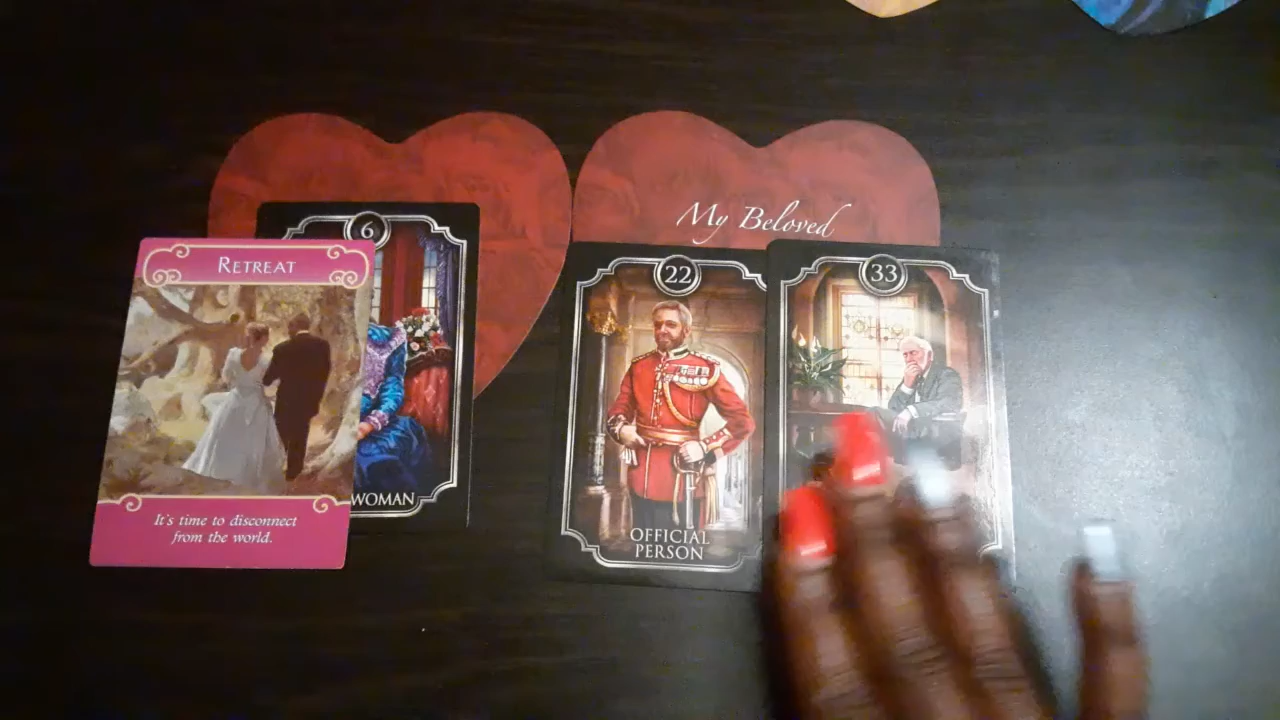 My Beloved
6
WOMAN
RETREAT
It's time to disconnect
from the world.
22
OFFICIAL
PERSON
33